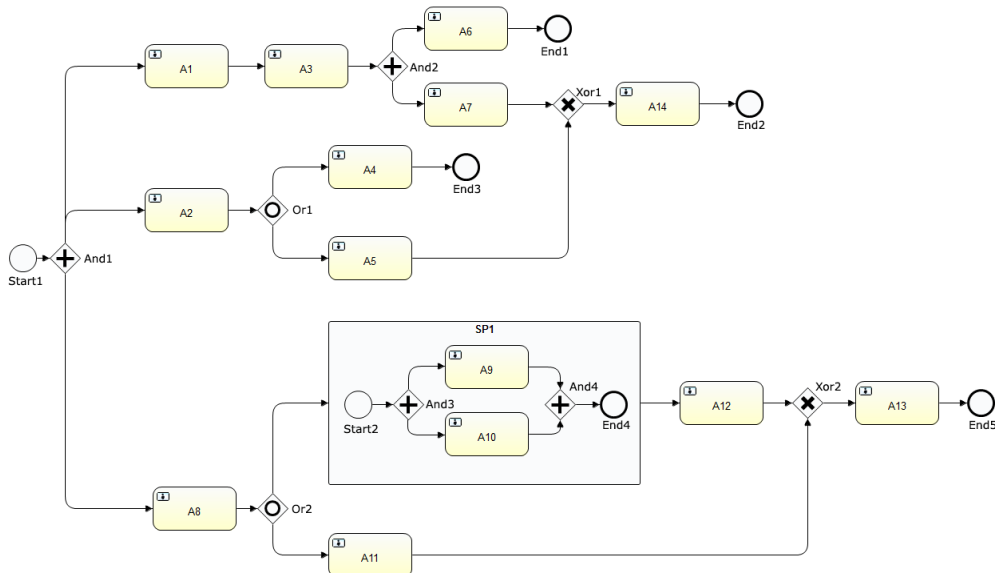 A6
End1
A1
A3
And2
A7
Xor1
A14
End2
A4
End3
A2
Or1
A5
And1
Start1
SP1
A9
And4
And3
Start2
A10
End4
A12
Xor2
A13
End5
A8
Or2
A11